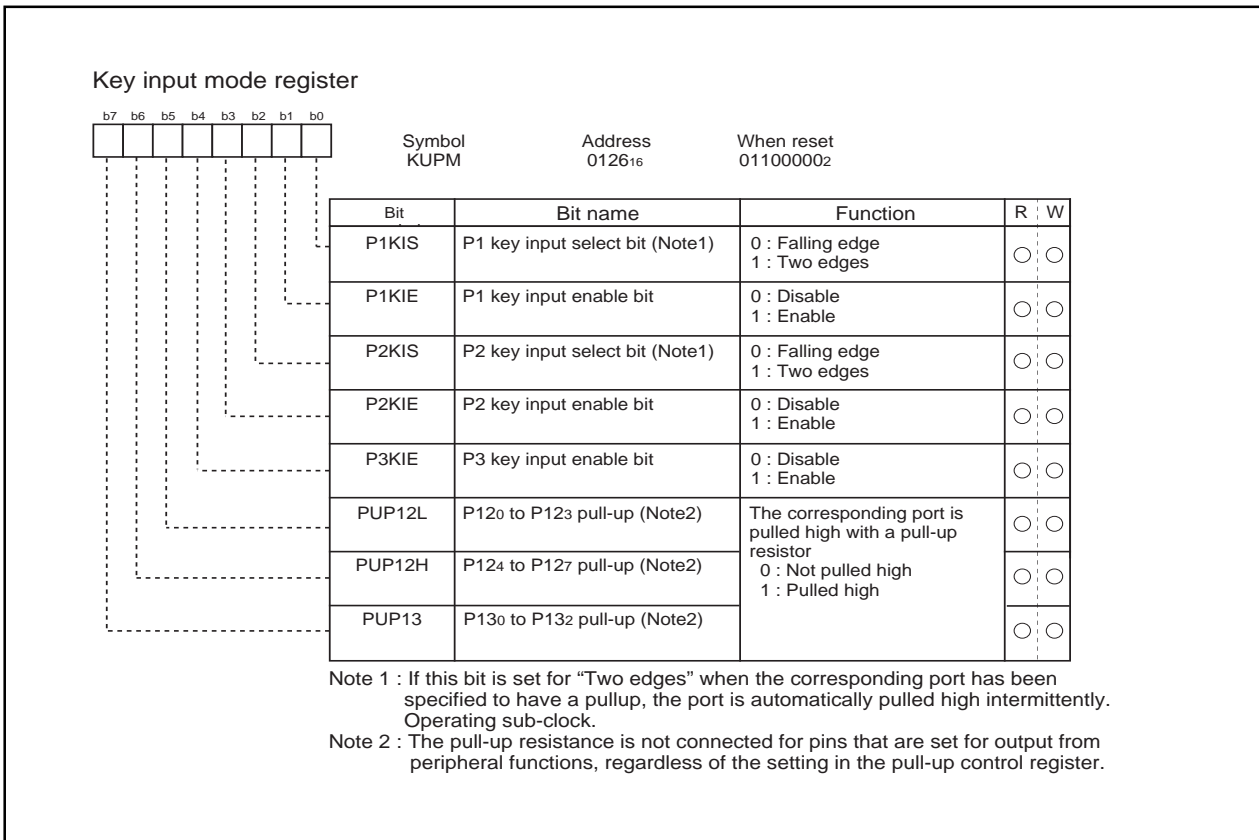 Key input mode register
b7 b6 b5 b4 b3 b2 b1 b0
Symbol Address When reset
KUPM 012616 011000002
Bit Bit name Function R W
P1KIS P1 key input select bit (Note1) 0 : Falling edge
1 : Two edges
P1KIE P1 key input enable bit 0 : Disable
1 : Enable
P2KIS P2 key input select bit (Note1) 0 : Falling edge
1 : Two edges
P2KIE P2 key input enable bit 0 : Disable
1 : Enable
P3KIE P3 key input enable bit 0 : Disable
1 : Enable
PUP12L P120 to P123 pull-up (Note2) The corresponding port is
pulled high with a pull-up
resistor
PUP12H P124 to P127 pull-up (Note2) 0 : Not pulled high
1 : Pulled high
PUP13 P130 to P132 pull-up (Note2)
Note 1 : If this bit is set for “Two edges” when the corresponding port has been
specified to have a pullup, the port is automatically pulled high intermittently.
Operating sub-clock.
Note 2 : The pull-up resistance is not connected for pins that are set for output from
peripheral functions, regardless of the setting in the pull-up control register.